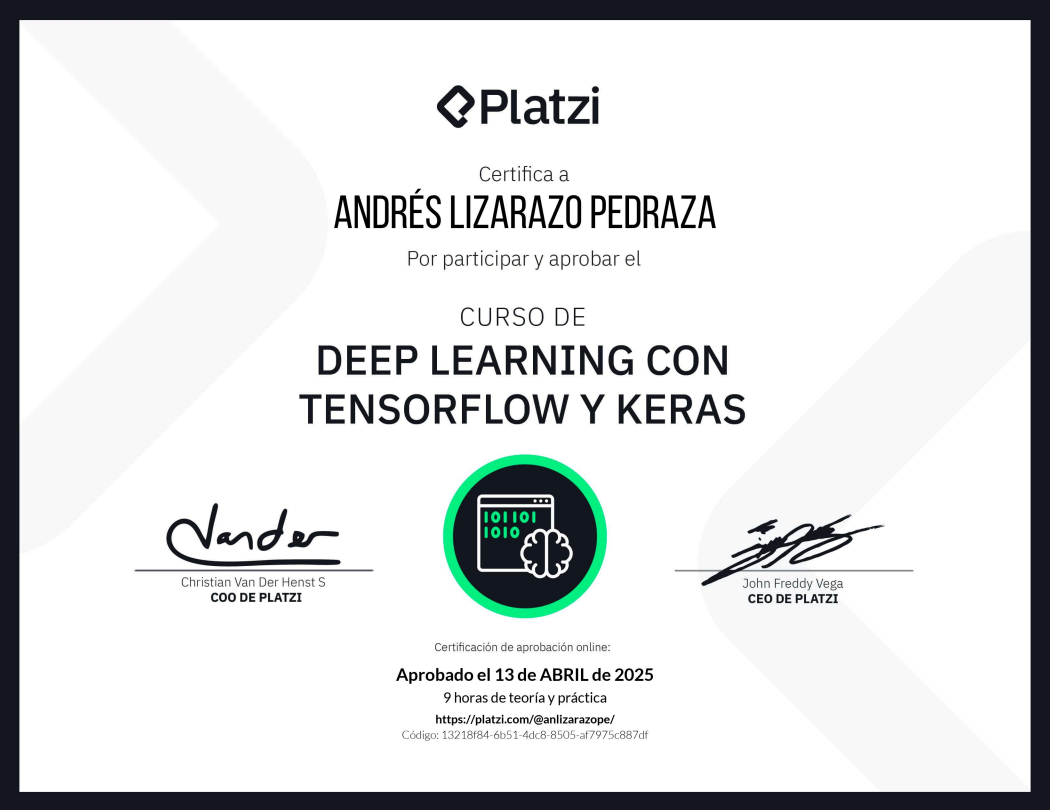 Platzi
Certifica a
ANDRÉS LIZARAZO PEDRAZA
Por participar y aprobar el
CURSO DE
DEEP LEARNING CON
TENSORFLOW Y KERAS
101101
1010
Vander
Christian Van Der Henst S
COO DE PLATZI
John Freddy Vega
CEO DE PLATZI
Certificación de aprobación online:
Aprobado el 13 de ABRIL de 2025
9 horas de teoría y práctica
https://platzi.com/@anlizarazope/
Código: 13218f84-6b51-4dc8-8505-af7975c887df